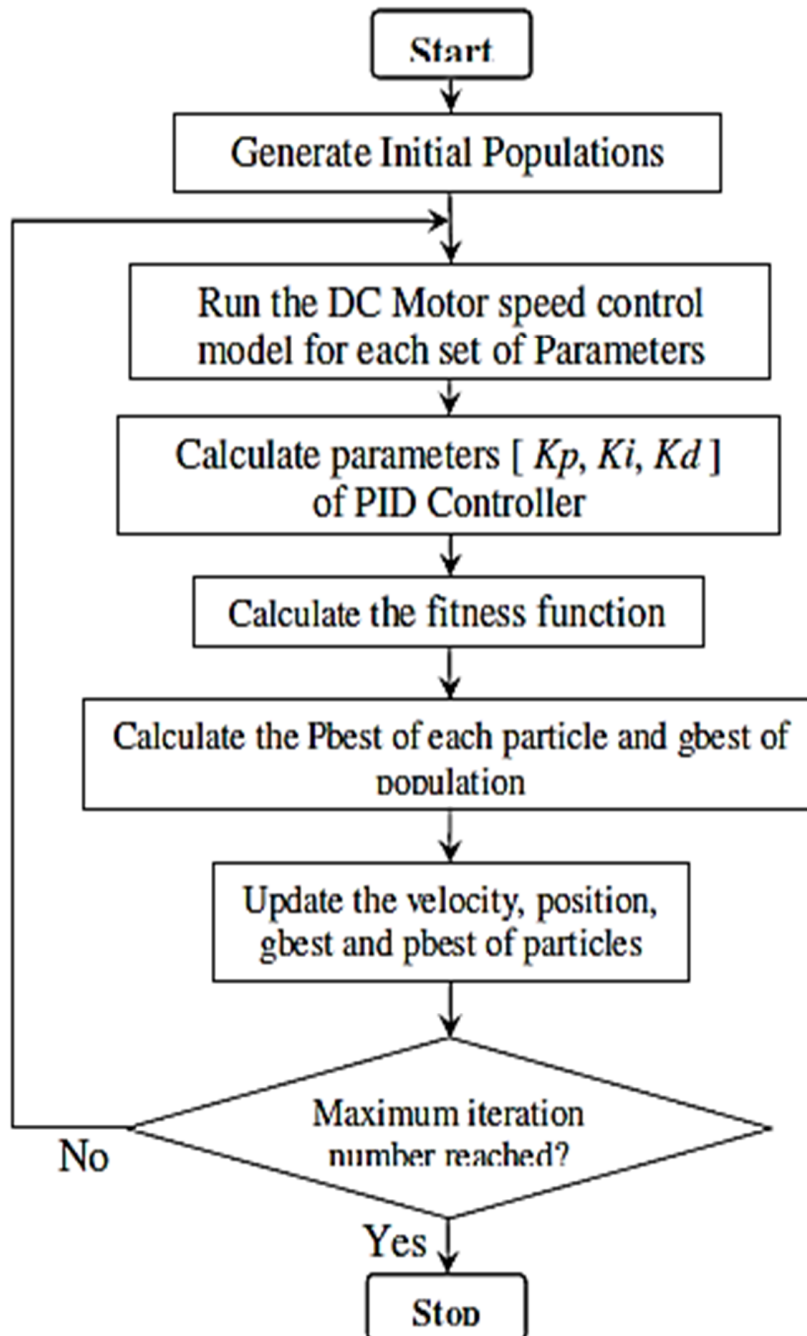 Start
Generate Initial Populations
Run the DC Motor speed control
model for each set of Parameters
Calculate parameters [ Kp, Ki, Kd ]
of PID Controller
Calculate the fitness function
Calculate the Pbest of each particle and gbest of
population
Update the velocity, position,
gbest and pbest of particles
Maximum iteration
number reached?
No
Yes
Stop